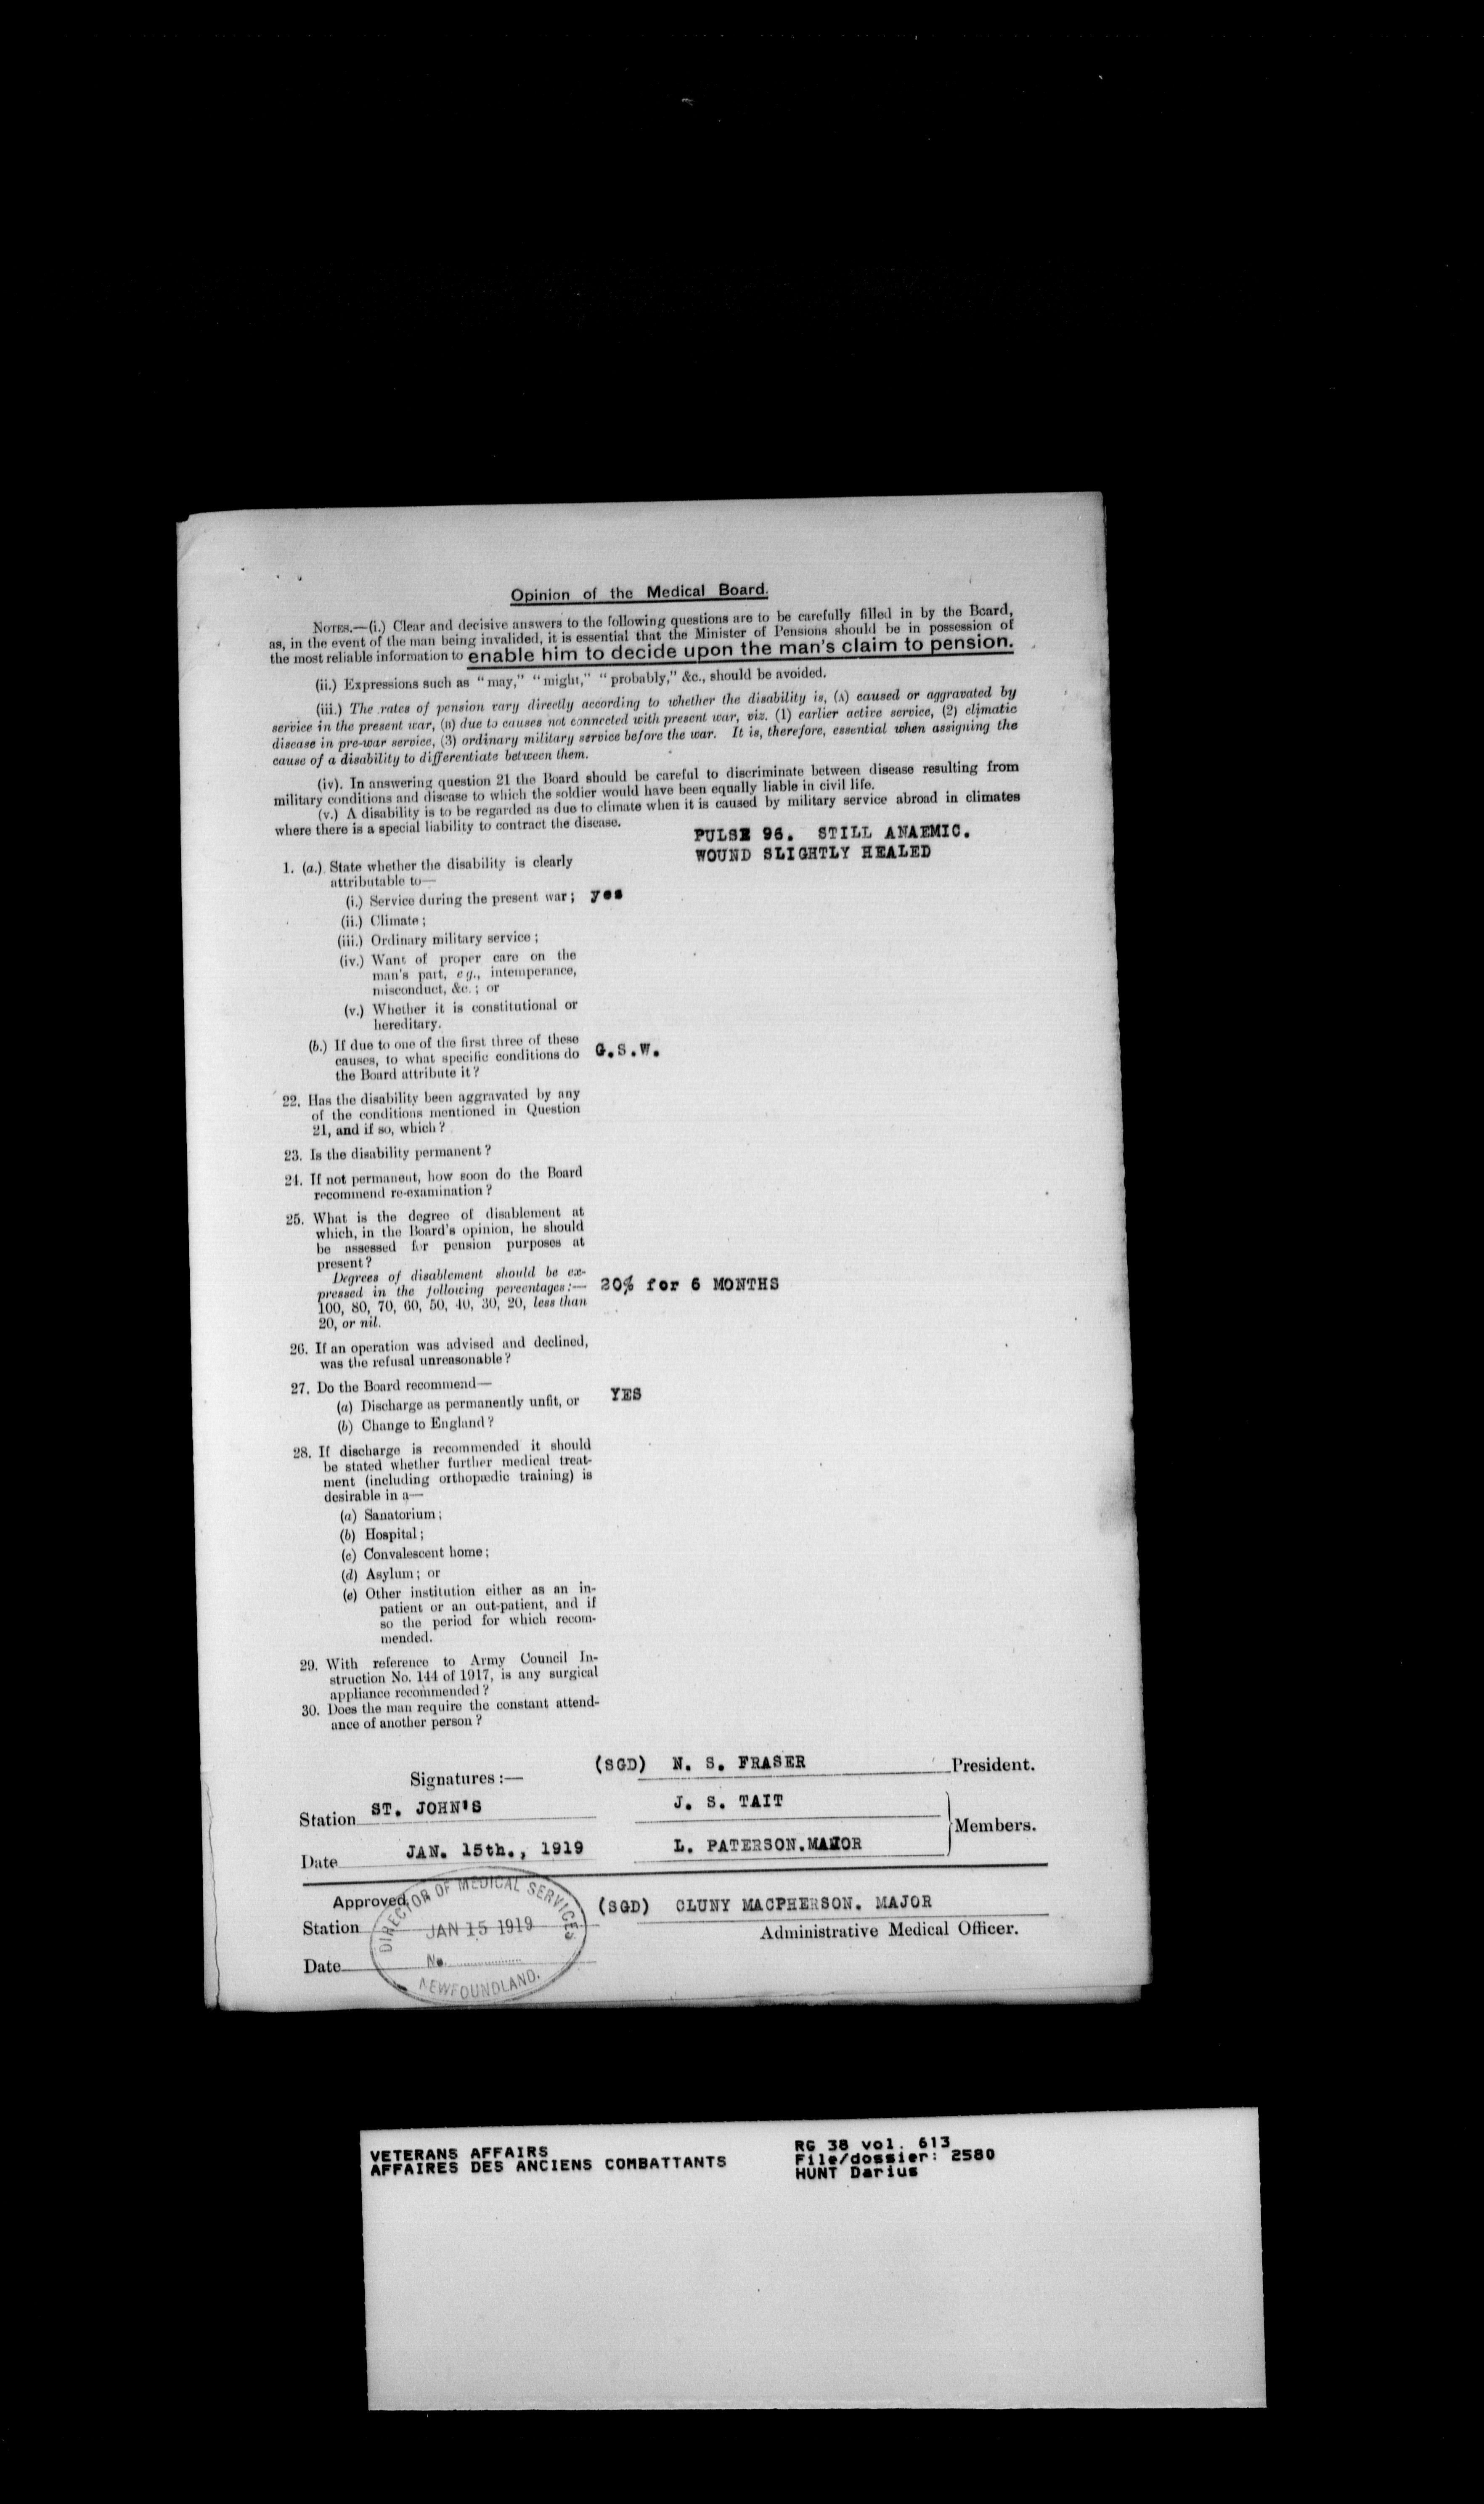 Opinion of the Medical Board.
NOTES.—(i.) Clear and decisive answers to the following questions are to be carefully filled in by the Board,
as, in the event of the man being invalided, it is essential that the Minister of Pensions should be in possession of
the most reliable information to enable him to decide upon the man's claim to pension.
(ii.) Expressions such as "may," "might," "probably," &c., should be avoided.
(iii.) The rates of pension vary directly according to whether the disability is, (A) caused or aggravated by
service in the present war, (B) due to causes not connected with present war, viz. (1) earlier active service, (2) climatic
disease in pre-war service, (3) ordinary military service before the war. It is, therefore, essential when assigning the
cause of a disability to differentiate between them.
(iv). In answering question 21 the Board should be careful to discriminate between disease resulting from
military conditions and disease to which the soldier would have been equally liable in civil life.
(v.) A disability is to be regarded as due to climate when it is caused by military service abroad in climates
where there is a special liability to contract the disease.
PULSE 96. STILL ANAEMIC.
WOUND SLIGHTLY HEALED
1. (a.) State whether the disability is clearly
attributable to—
(i.) Service during the present war; yes
(ii.) Climate;
(iii.) Ordinary military service;
(iv.) Want of proper care on the
man's part, eg., intemperance,
misconduct, &c.; or
(v.) Whether it is constitutional or
hereditary.
(b.) If due to one of the first three of these
causes, to what specific conditions do G.S.W.
the Board attribute it?
22. Has the disability been aggravated by any
of the conditions mentioned in Question
21, and if so, which?
23. Is the disability permanent?
24. If not permanent, how soon do the Board
recommend re-examination?
25. What is the degree of disablement at
which, in the Board's opinion, he should
be assessed for pension purposes at
present?
Degrees of disablement should be ex-
pressed in the following percentages:— 20% for 6 MONTHS
100, 80, 70, 60, 50, 40, 30, 20, less than
20, or nil.
26. If an operation was advised and declined,
was the refusal unreasonable?
27. Do the Board recommend—
(a) Discharge as permanently unfit, or YES
(b) Change to England?
28. If discharge is recommended it should
be stated whether further medical treat-
ment (including orthopædic training) is
desirable in a—
(a) Sanatorium;
(b) Hospital;
(c) Convalescent home;
(d) Asylum; or
(e) Other institution either as an in-
patient or an out-patient, and if
so the period for which recom-
mended.
29. With reference to Army Council In-
struction No. 144 of 1917, is any surgical
appliance recommended?
30. Does the man require the constant attend-
ance of another person?
Signatures:— (SGD) N. S. FRASER President.
Station ST. JOHN'S J. S. TAIT
Members.
Date JAN. 15th., 1919 L. PATERSON.MAJOR
Approved
(SGD) CLUNY MACPHERSON. MAJOR
Station
Administrative Medical Officer.
Date
DIRECTOR OF MEDICAL SERVICES
JAN 15 1919
No.
NEWFOUNDLAND.
VETERANS AFFAIRS
AFFAIRES DES ANCIENS COMBATTANTS
RG 38 vol. 613
File/dossier: 2580
HUNT Darius